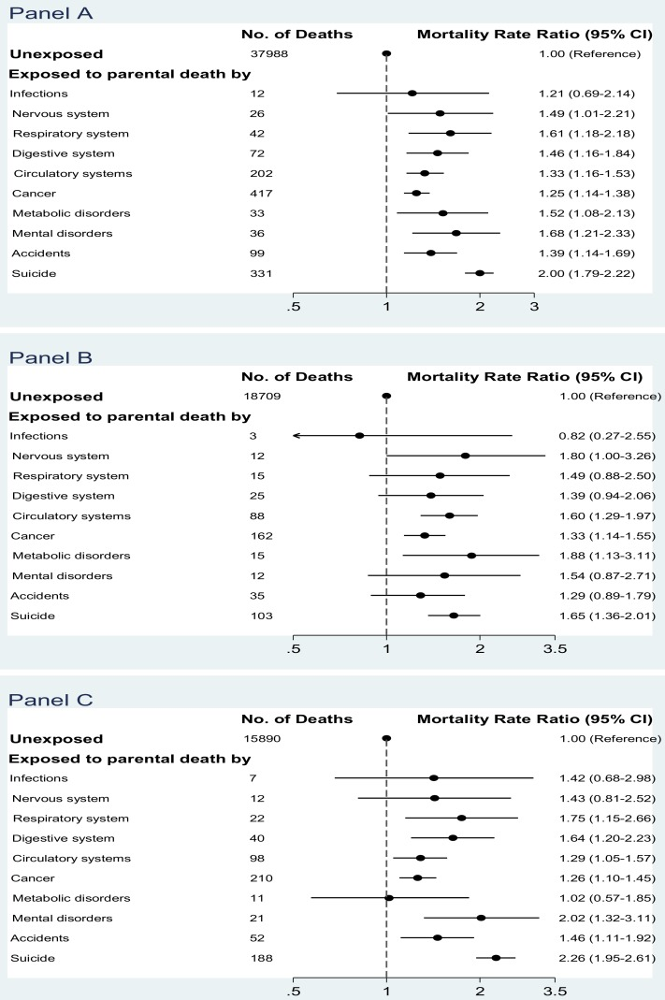 Panel A
No. of Deaths Mortality Rate Ratio (95% CI)
Unexposed 37988 1.00 (Reference)
Exposed to parental death by
Infections 12 1.21 (0.69-2.14)
Nervous system 26 1.49 (1.01-2.21)
Respiratory system 42 1.61 (1.18-2.18)
Digestive system 72 1.46 (1.16-1.84)
Circulatory systems 202 1.33 (1.16-1.53)
Cancer 417 1.25 (1.14-1.38)
Metabolic disorders 33 1.52 (1.08-2.13)
Mental disorders 36 1.68 (1.21-2.33)
Accidents 99 1.39 (1.14-1.69)
Suicide 331 2.00 (1.79-2.22)
.5 1 2 3
Panel B
No. of Deaths Mortality Rate Ratio (95% CI)
Unexposed 18709 1.00 (Reference)
Exposed to parental death by
Infections 3 0.82 (0.27-2.55)
Nervous system 12 1.80 (1.00-3.26)
Respiratory system 15 1.49 (0.88-2.50)
Digestive system 25 1.39 (0.94-2.06)
Circulatory systems 88 1.60 (1.29-1.97)
Cancer 162 1.33 (1.14-1.55)
Metabolic disorders 15 1.88 (1.13-3.11)
Mental disorders 12 1.54 (0.87-2.71)
Accidents 35 1.29 (0.89-1.79)
Suicide 103 1.65 (1.36-2.01)
.5 1 2 3.5
Panel C
No. of Deaths Mortality Rate Ratio (95% CI)
Unexposed 15890 1.00 (Reference)
Exposed to parental death by
Infections 7 1.42 (0.68-2.98)
Nervous system 12 1.43 (0.81-2.52)
Respiratory system 22 1.75 (1.15-2.66)
Digestive system 40 1.64 (1.20-2.23)
Circulatory systems 98 1.29 (1.05-1.57)
Cancer 210 1.26 (1.10-1.45)
Metabolic disorders 11 1.02 (0.57-1.85)
Mental disorders 21 2.02 (1.32-3.11)
Accidents 52 1.46 (1.11-1.92)
Suicide 188 2.26 (1.95-2.61)
.5 1 2 3.5